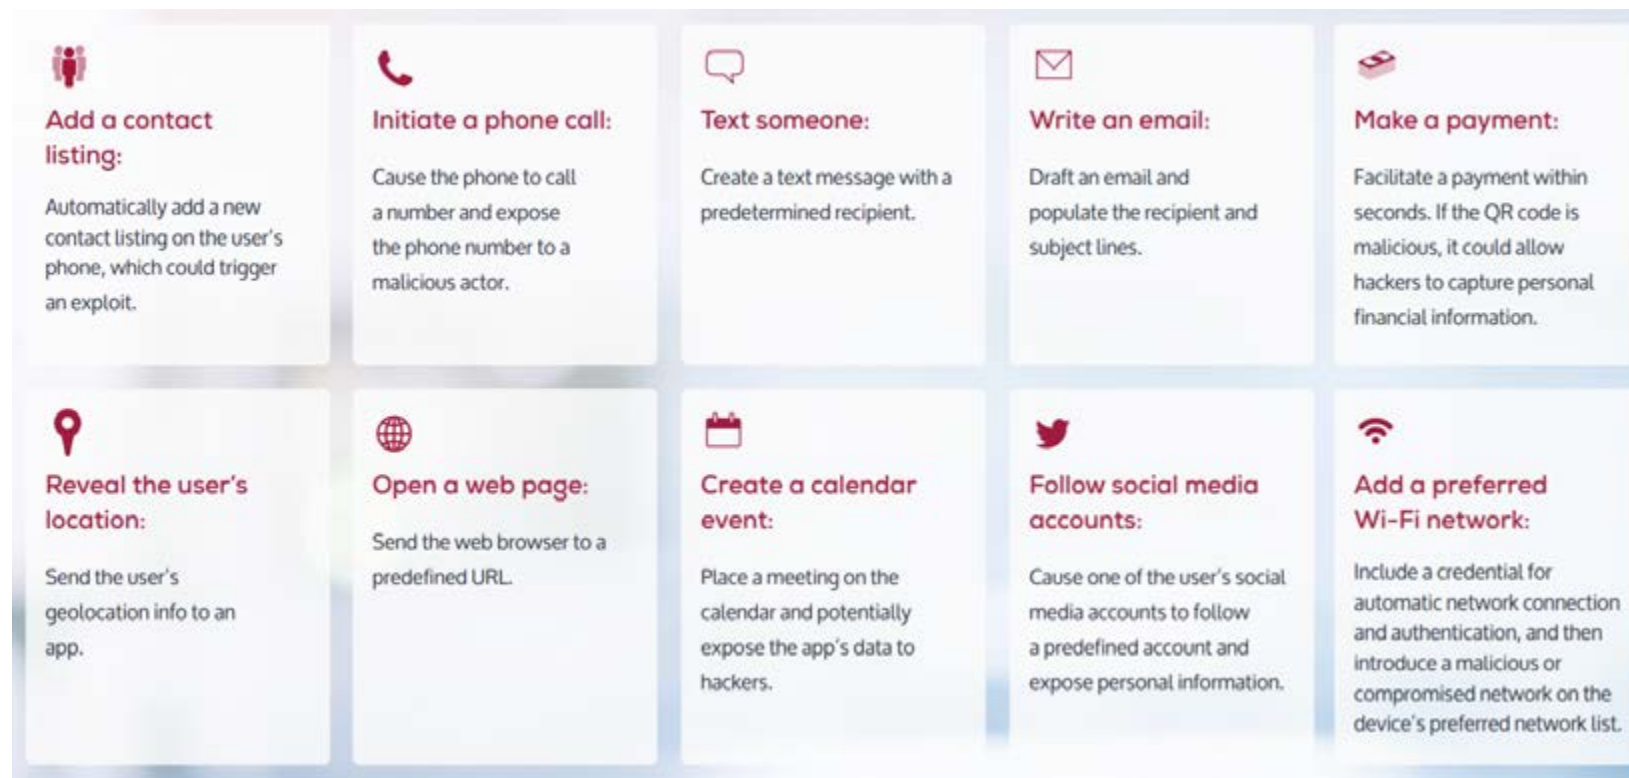 Add a contact
listing:
Automatically add a new
contact listing on the user's
phone, which could trigger
an exploit.
Initiate a phone call:
Cause the phone to call
a number and expose
the phone number to a
malicious actor.
Text someone:
Create a text message with a
predetermined recipient.
Write an email:
Draft an email and
populate the recipient and
subject lines.
Make a payment:
Facilitate a payment within
seconds. If the QR code is
malicious, it could allow
hackers to capture personal
financial information.
Reveal the user's
location:
Send the user's
geolocation info to an
app.
Open a web page:
Send the web browser to a
predefined URL.
Create a calendar
event:
Place a meeting on the
calendar and potentially
expose the app's data to
hackers.
Follow social media
accounts:
Cause one of the user's social
media accounts to follow
a predefined account and
expose personal information.
Add a preferred
Wi-Fi network:
Include a credential for
automatic network connection
and authentication, and then
introduce a malicious or
compromised network on the
device's preferred network list.